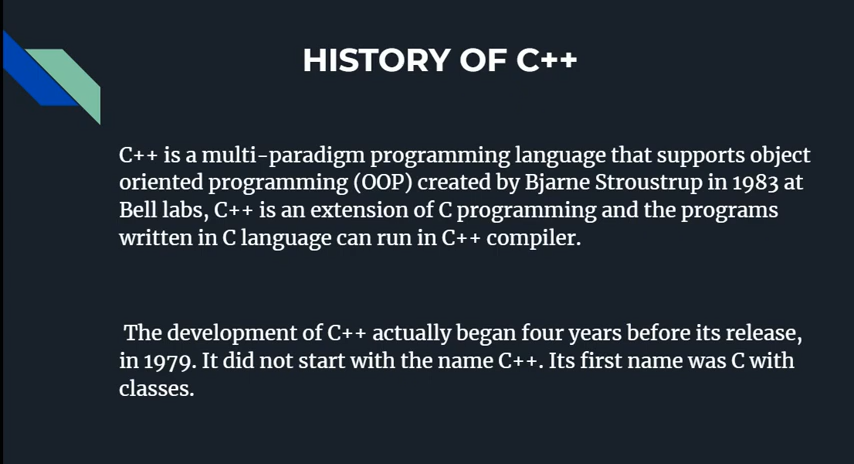 HISTORY OF C++
C++ is a multi-paradigm programming language that supports object
oriented programming (OOP) created by Bjarne Stroustrup in 1983 at
Bell labs, C++ is an extension of C programming and the programs
written in C language can run in C++ compiler.
The development of C++ actually began four years before its release,
in 1979. It did not start with the name C++. Its first name was C with
classes.